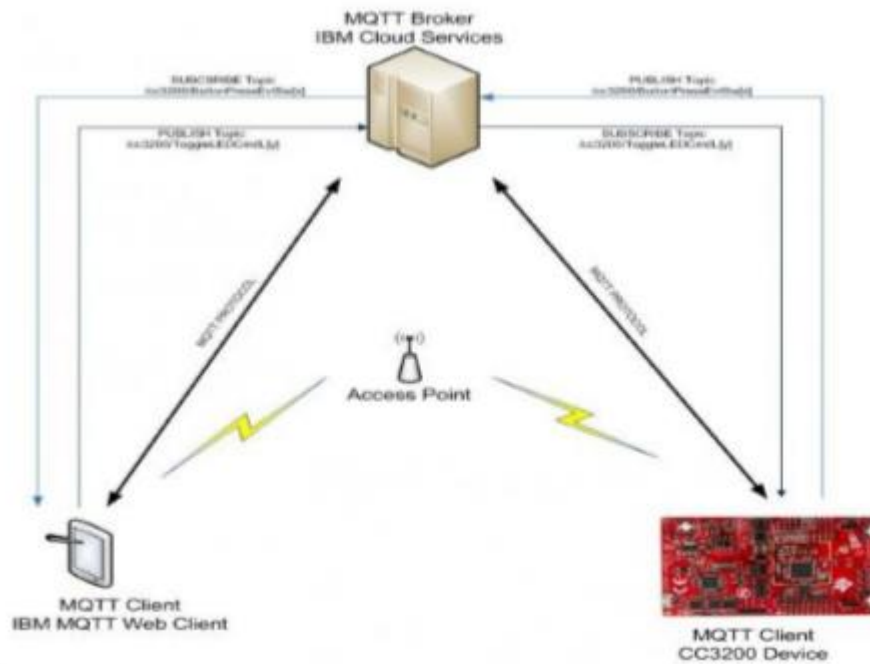 MQTT Broker
IBM Cloud Services
SUBSCRIBE Topic
PUBLISH Topic
PUBLISH Topic
SUBSCRIBE Topic
MQTT PROTOCOL
MQTT PROTOCOL
Access Point
MQTT Client
IBM MQTT Web Client
MQTT Client
CC3200 Device